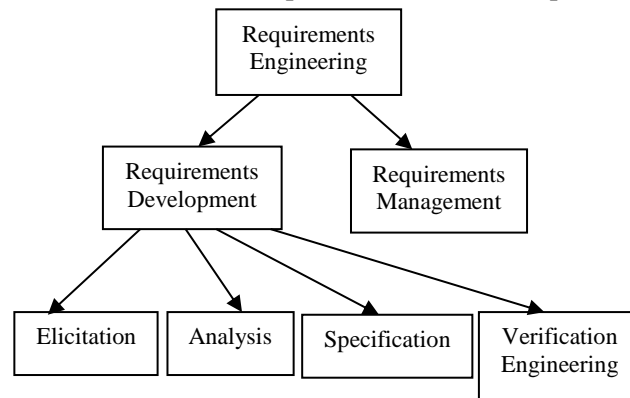 Requirements
Engineering
Requirements
Development
Requirements
Management
Elicitation
Analysis
Specification
Verification
Engineering